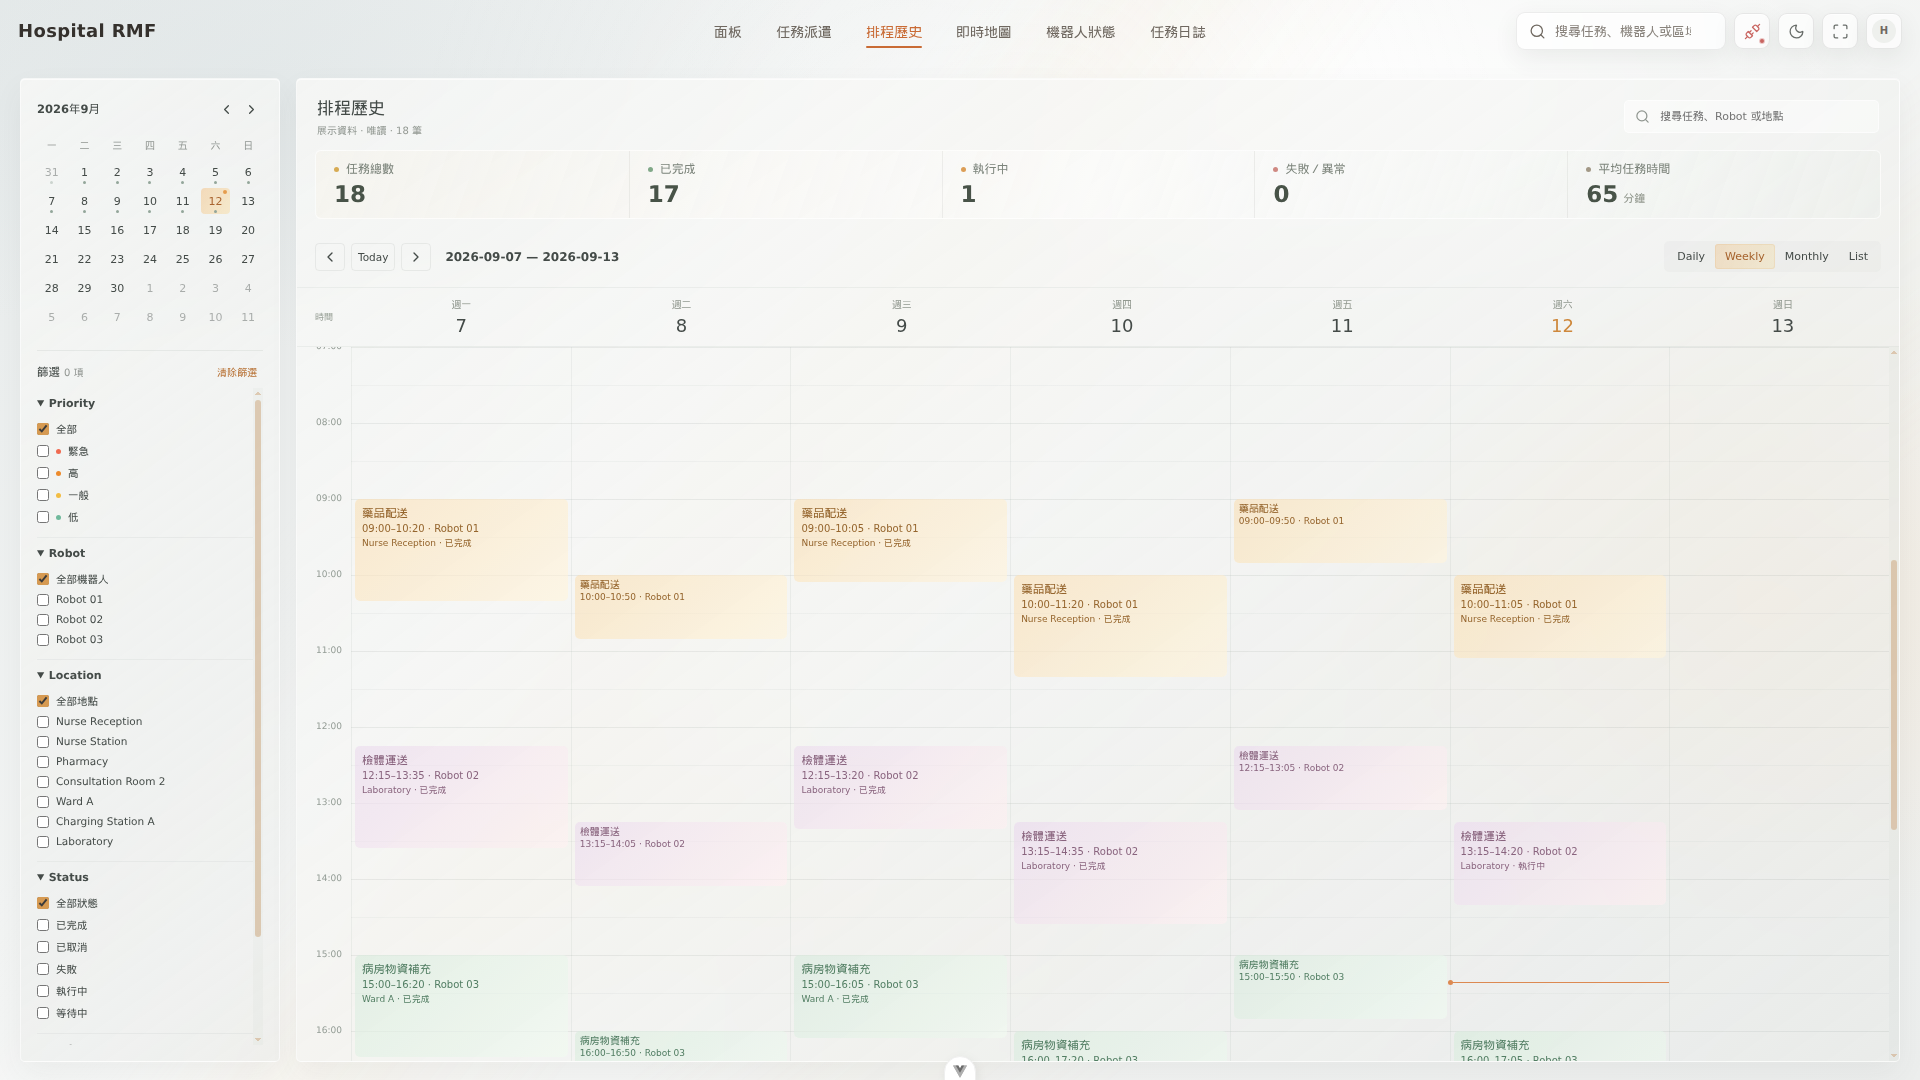 Hospital RMF
面板
任務派遣
排程歷史
即時地圖
機器人狀態
任務日誌
搜尋任務、機器人或區域
H
2026年9月
一 二 三 四 五 六 日
31 1 2 3 4 5 6
7 8 9 10 11 12 13
14 15 16 17 18 19 20
21 22 23 24 25 26 27
28 29 30 1 2 3 4
5 6 7 8 9 10 11
篩選 0 項
清除篩選
Priority
全部
緊急
高
一般
低
Robot
全部機器人
Robot 01
Robot 02
Robot 03
Location
全部地點
Nurse Reception
Nurse Station
Pharmacy
Consultation Room 2
Ward A
Charging Station A
Laboratory
Status
全部狀態
已完成
已取消
失敗
執行中
等待中
排程歷史
展示資料 · 唯讀 · 18 筆
搜尋任務、Robot 或地點
任務總數
18
已完成
17
執行中
1
失敗 / 異常
0
平均任務時間
65 分鐘
Today
2026-09-07 — 2026-09-13
Daily
Weekly
Monthly
List
時間
週一
7
週二
8
週三
9
週四
10
週五
11
週六
12
週日
13
07:00
08:00
09:00
10:00
11:00
12:00
13:00
14:00
15:00
16:00
藥品配送
09:00–10:20 · Robot 01
Nurse Reception · 已完成
檢體運送
12:15–13:35 · Robot 02
Laboratory · 已完成
病房物資補充
15:00–16:20 · Robot 03
Ward A · 已完成
藥品配送
10:00–10:50 · Robot 01
檢體運送
13:15–14:05 · Robot 02
病房物資補充
16:00–16:50 · Robot 03
藥品配送
09:00–10:05 · Robot 01
Nurse Reception · 已完成
檢體運送
12:15–13:20 · Robot 02
Laboratory · 已完成
病房物資補充
15:00–16:05 · Robot 03
Ward A · 已完成
藥品配送
10:00–11:20 · Robot 01
Nurse Reception · 已完成
檢體運送
13:15–14:35 · Robot 02
Laboratory · 已完成
病房物資補充
16:00–17:20 · Robot 03
藥品配送
09:00–09:50 · Robot 01
檢體運送
12:15–13:05 · Robot 02
病房物資補充
15:00–15:50 · Robot 03
藥品配送
10:00–11:05 · Robot 01
Nurse Reception · 已完成
檢體運送
13:15–14:20 · Robot 02
Laboratory · 執行中
病房物資補充
16:00–17:05 · Robot 03